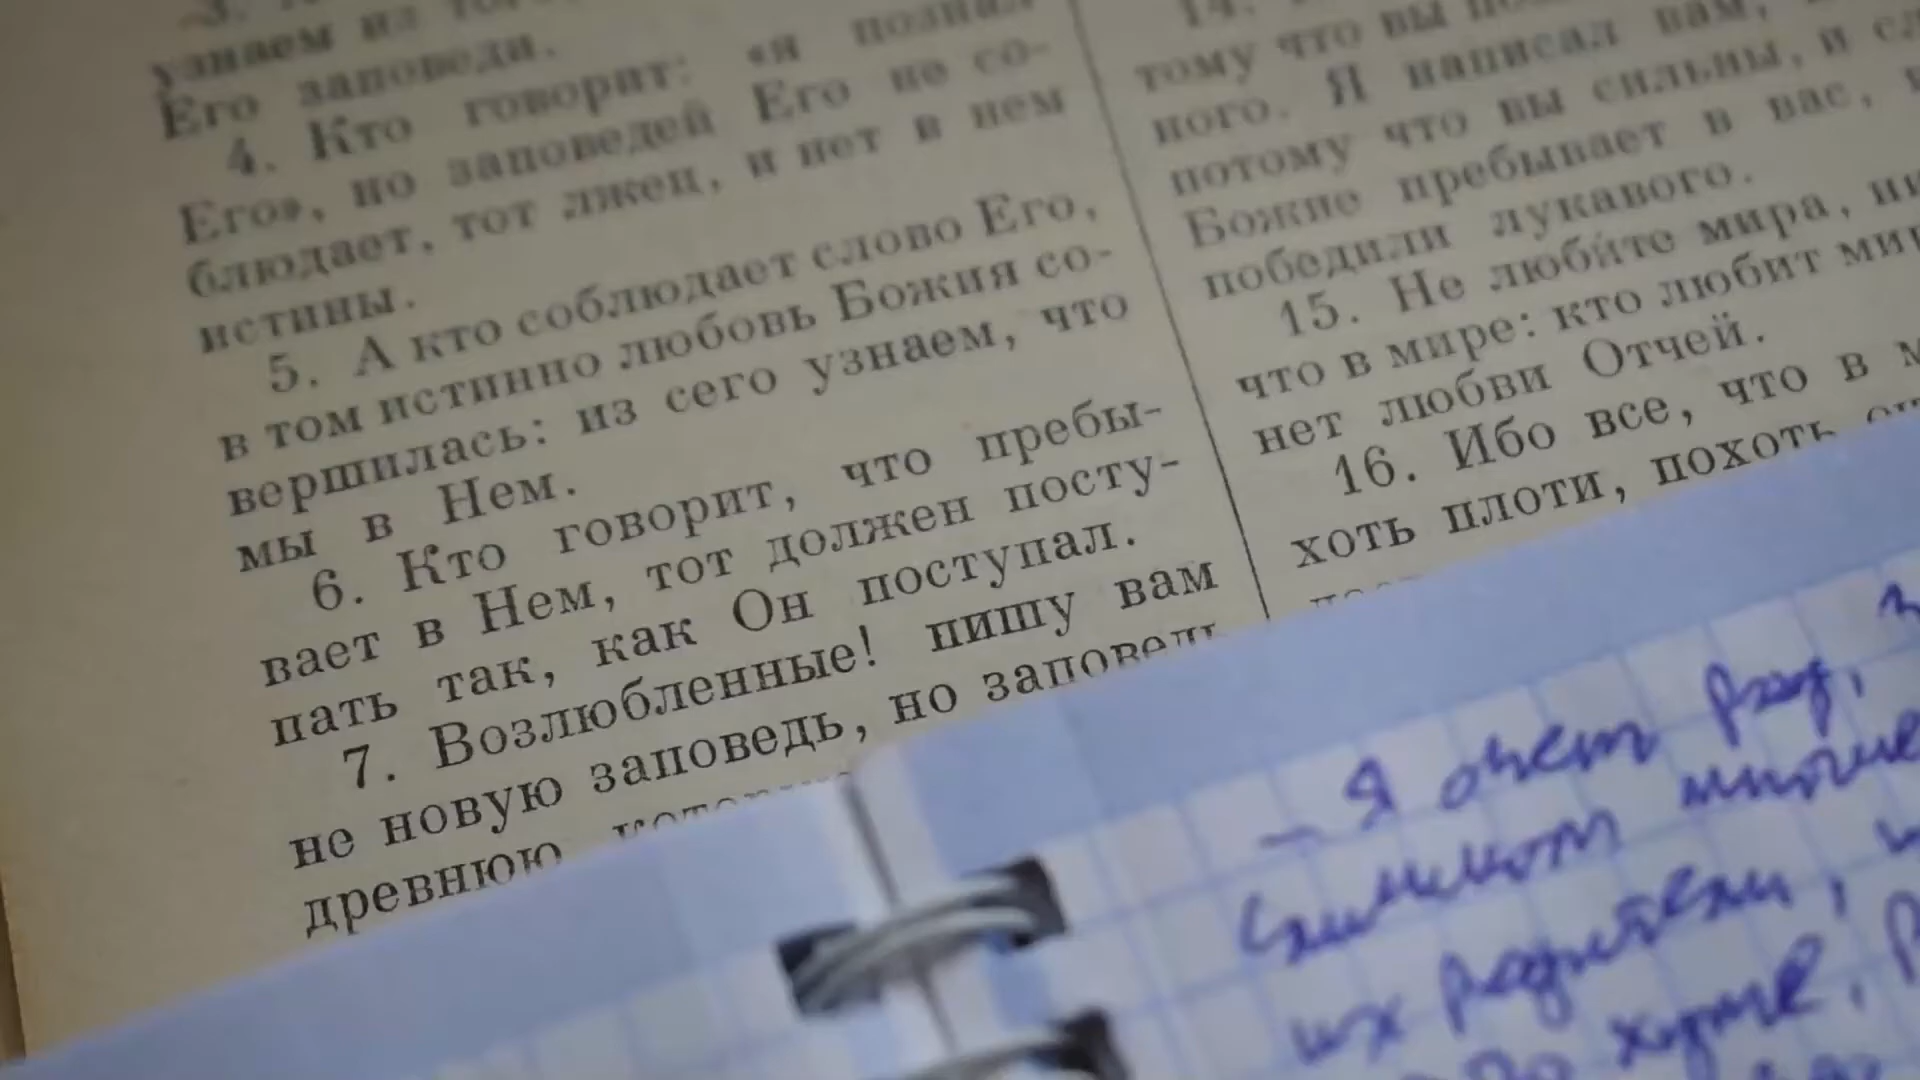 узнаем из
Его заповеди.
4. Кто говорит: «я познал
Его», но заповедей Его не со-
блюдает, тот лжец, и нет в нем
истины.
5. А кто соблюдает слово Его,
в том истинно любовь Божия со-
вершилась: из сего узнаем, что
мы в Нем.
6. Кто говорит, что пребы-
вает в Нем, тот должен посту-
пать так, как Он поступал.
7. Возлюбленные! пишу вам
не новую заповедь, но заповедь
древнюю
14.
тому что вы
ного. Я написал вам,
потому что вы сильны, и
Божие пребывает в вас,
победили лукавого.
15. Не любите мира, ни
что в мире: кто любит
нет любви Отчей.
16. Ибо все, что в
хоть плоти, похоть
– Я очет рад,
их родители,